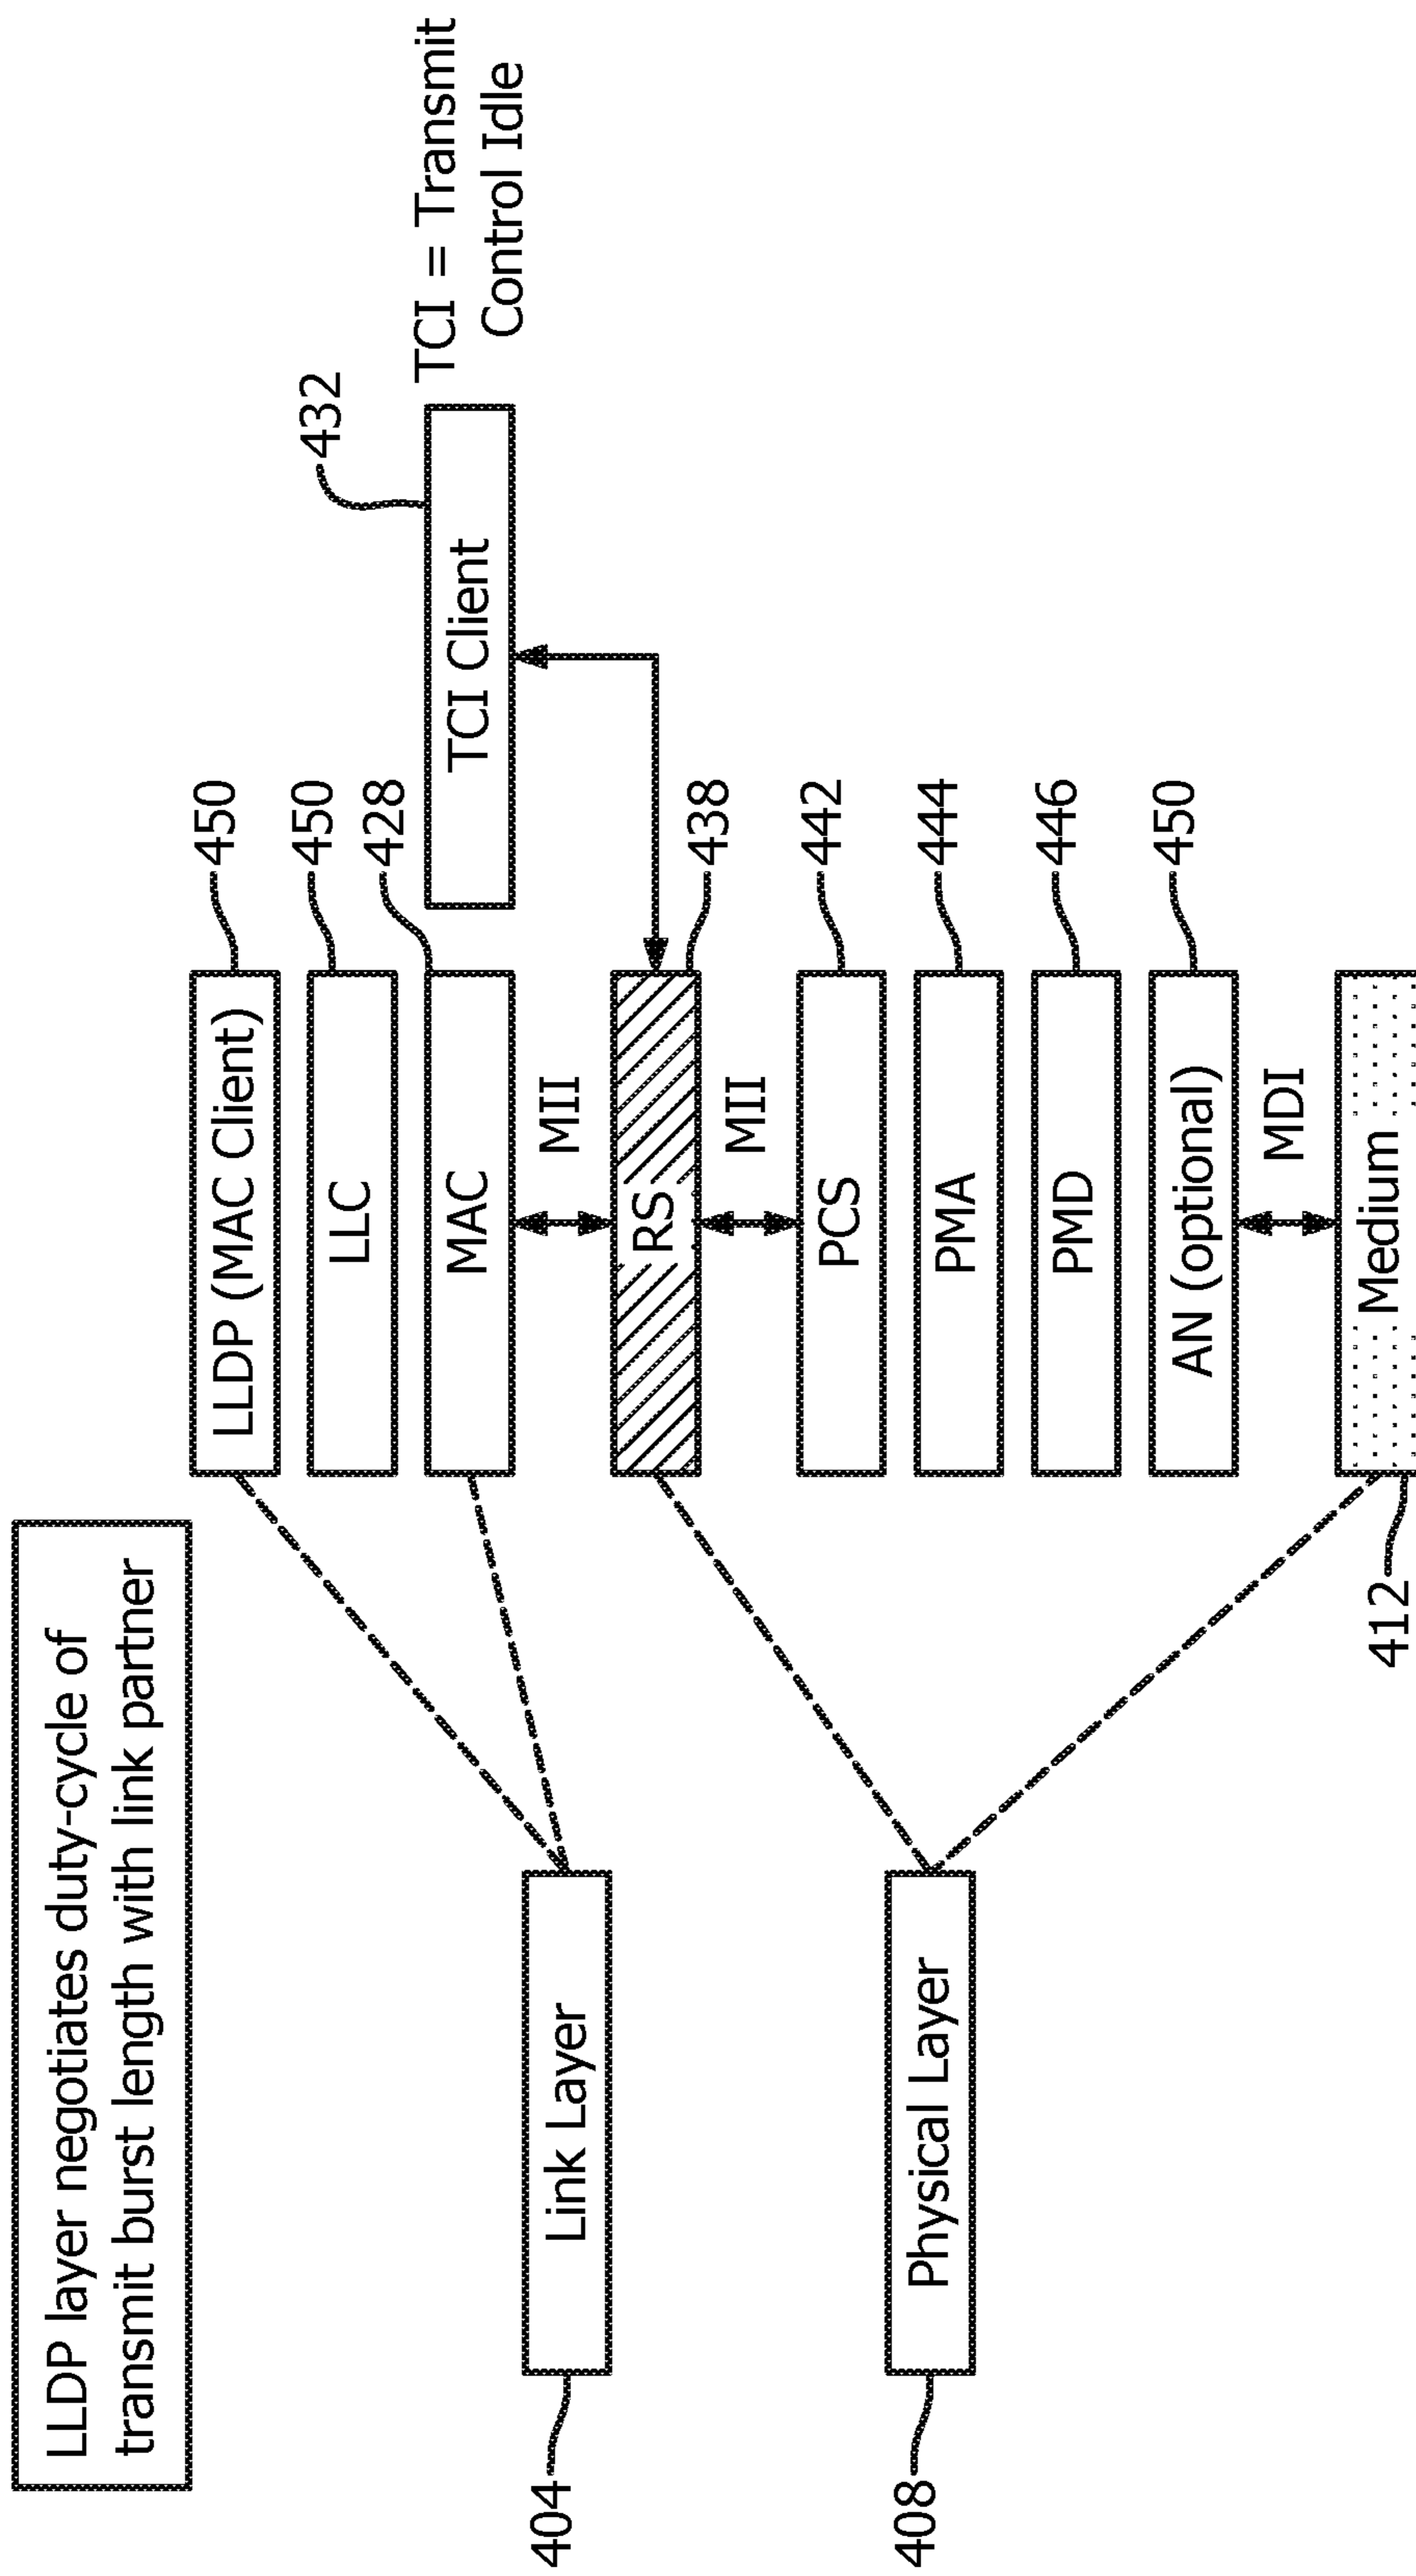 LLDP layer negotiates duty-cycle of
transmit burst length with link partner
404
Link Layer
408
Physical Layer
LLDP (MAC Client)
450
LLC
450
MAC
428
MII
RS
438
MII
PCS
442
PMA
444
PMD
446
AN (optional)
450
MDI
Medium
412
TCI Client
432
TCI = Transmit
Control Idle